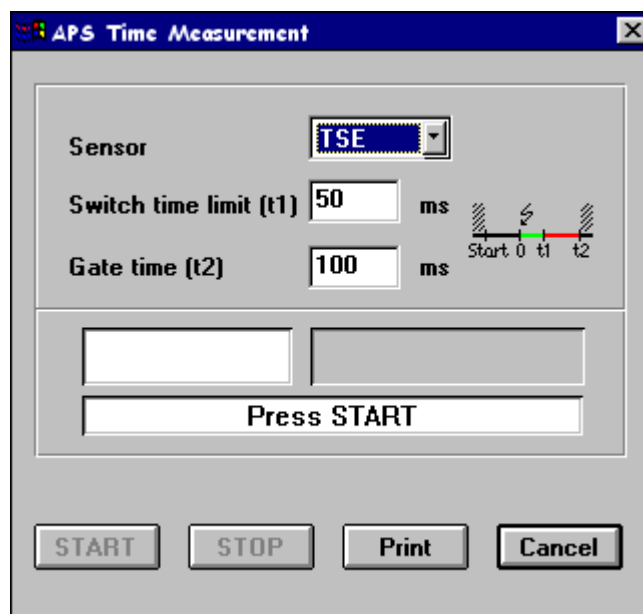 APS Time Measurement
Sensor TSE
Switch time limit (t1) 50 ms
Gate time (t2) 100 ms
Start 0 t1 t2
Press START
START STOP Print Cancel